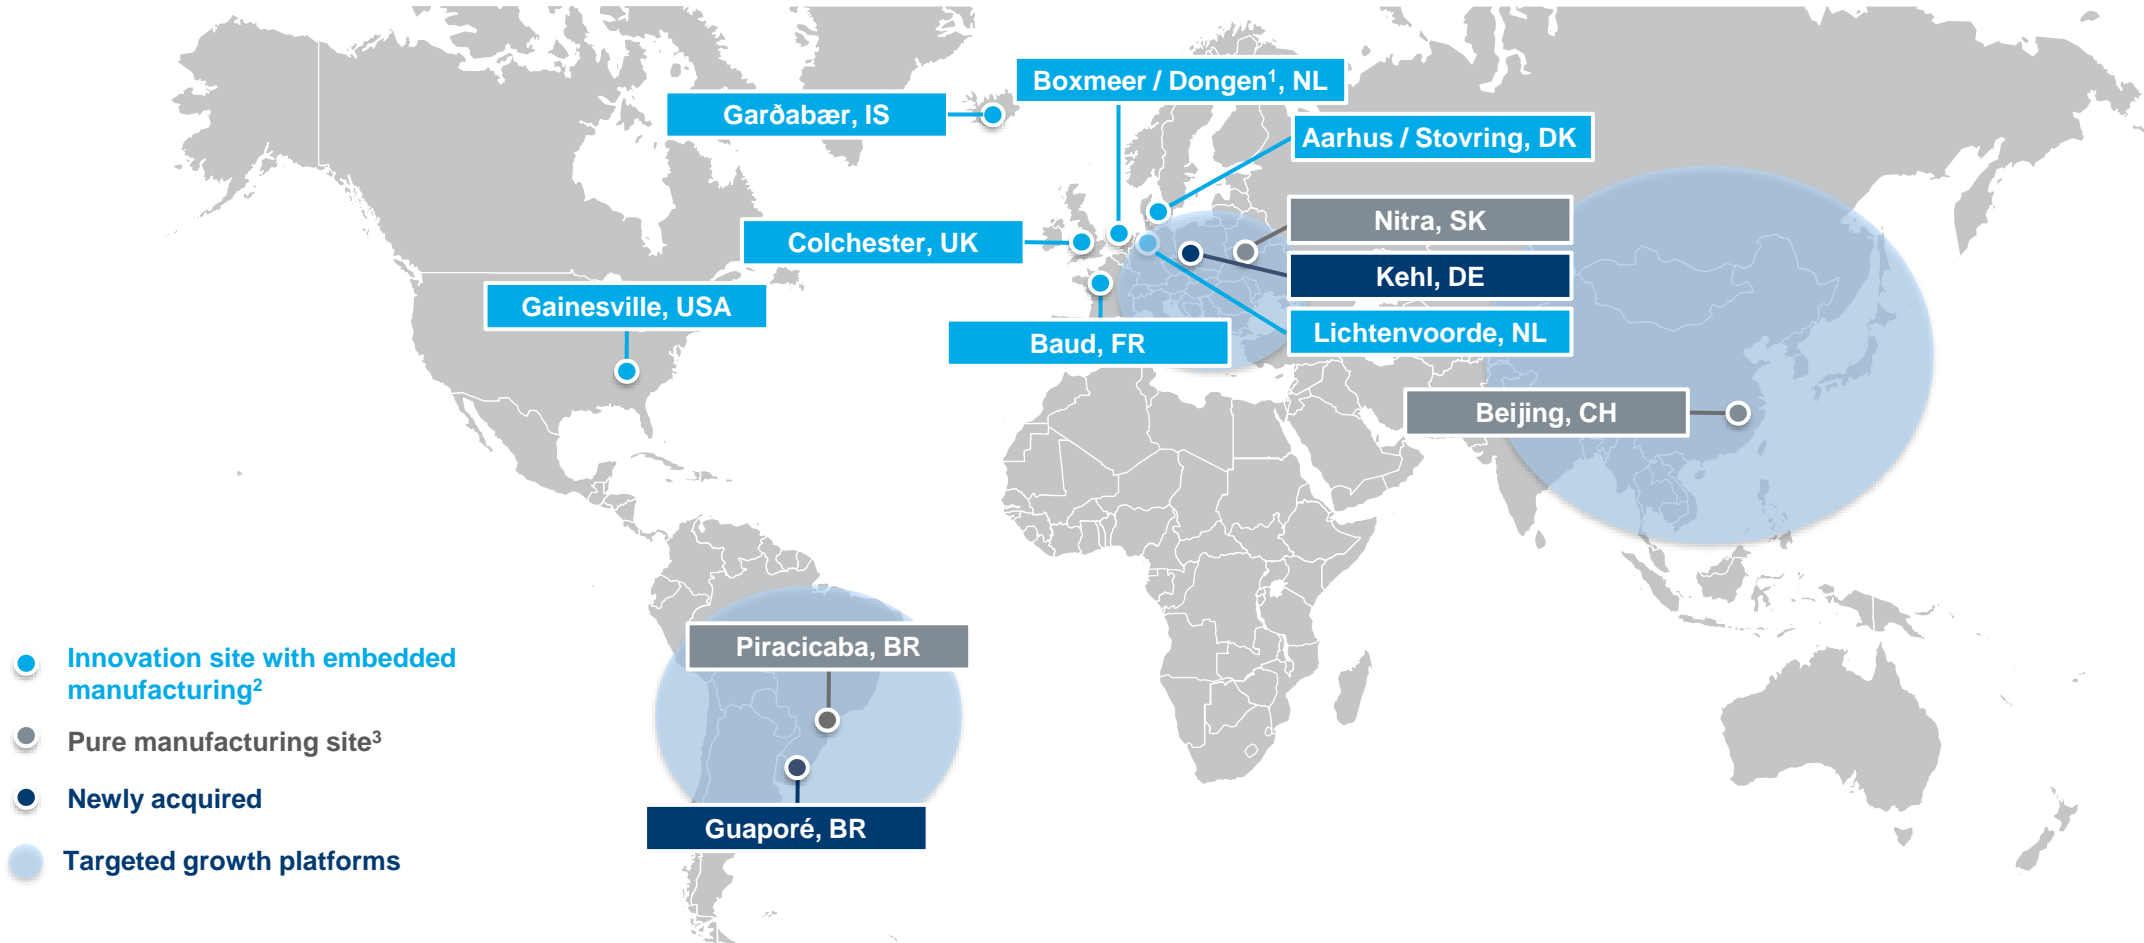 Boxmeer / Dongen¹, NL
Garðabær, IS
Aarhus / Stovring, DK
Nitra, SK
Colchester, UK
Kehl, DE
Gainesville, USA
Lichtenvoorde, NL
Baud, FR
Beijing, CH
Piracicaba, BR
Guaporé, BR
Innovation site with embedded
manufacturing²
Pure manufacturing site³
Newly acquired
Targeted growth platforms